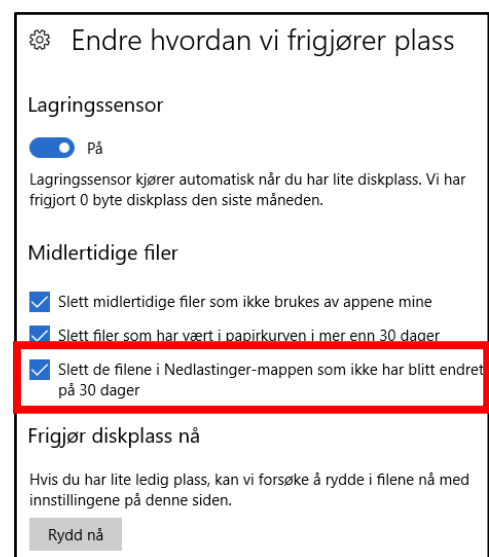 Endre hvordan vi frigjører plass
Lagringssensor
På
Lagringssensor kjører automatisk når du har lite diskplass. Vi har
frigjort 0 byte diskplass den siste måneden.
Midlertidige filer
Slett midlertidige filer som ikke brukes av appene mine
Slett filer som har vært i papirkurven i mer enn 30 dager
Slett de filene i Nedlastinger-mappen som ikke har blitt endret
på 30 dager
Frigjør diskplass nå
Hvis du har lite ledig plass, kan vi forsøke å rydde i filene nå med
innstillingene på denne siden.
Rydd nå